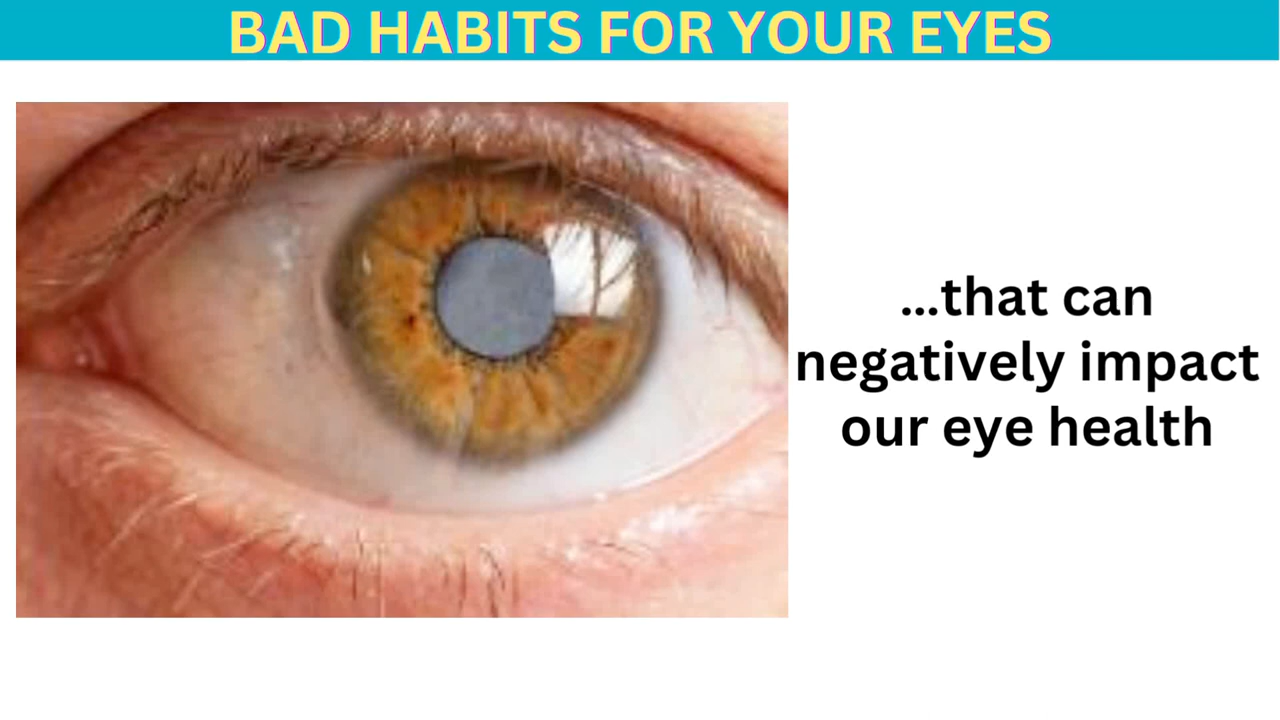 BAD HABITS FOR YOUR EYES
...that can
negatively impact
our eye health